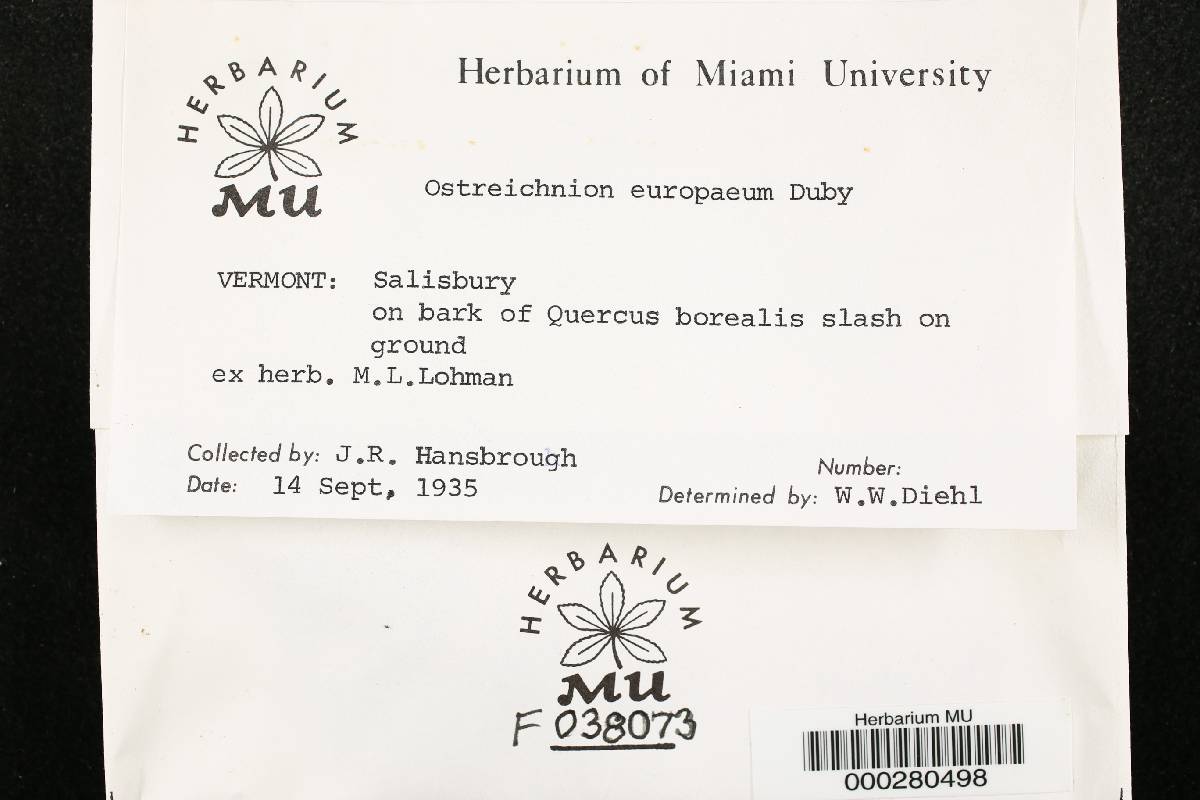 HERBARIUM
MU
Herbarium of Miami University
Ostreichnion europaeum Duby
VERMONT: Salisbury
on bark of Quercus borealis slash on
ground
ex herb. M.L.Lohman
Collected by: J.R. Hansbrough
Number:
Date: 14 Sept, 1935
Determined by: W.W.Diehl
HERBARIUM
MU
F 038073
Herbarium MU
000280498